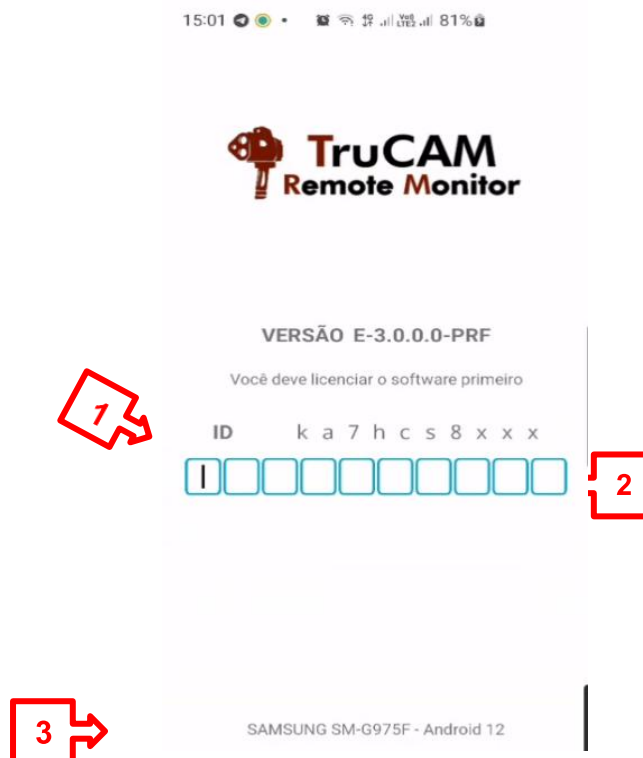 15:01 81%
TruCAM
Remote Monitor
VERSÃO E-3.0.0.0-PRF
Você deve licenciar o software primeiro
1
ID k a 7 h c s 8 x x x
2
3
SAMSUNG SM-G975F - Android 12